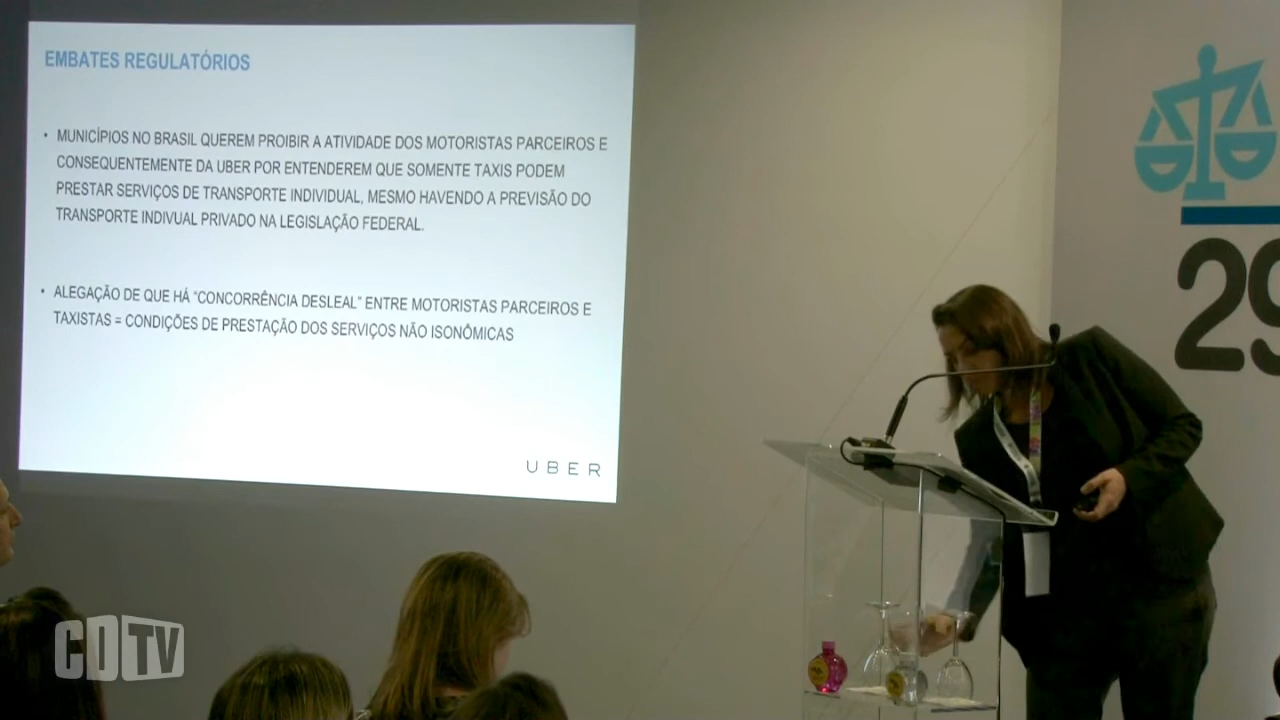 EMBATES REGULATÓRIOS
• MUNICÍPIOS NO BRASIL QUEREM PROIBIR A ATIVIDADE DOS MOTORISTAS PARCEIROS E
CONSEQUENTEMENTE DA UBER POR ENTENDEREM QUE SOMENTE TAXIS PODEM
PRESTAR SERVIÇOS DE TRANSPORTE INDIVIDUAL, MESMO HAVENDO A PREVISÃO DO
TRANSPORTE INDIVUAL PRIVADO NA LEGISLAÇÃO FEDERAL.
• ALEGAÇÃO DE QUE HÁ "CONCORRÊNCIA DESLEAL" ENTRE MOTORISTAS PARCEIROS E
TAXISTAS = CONDIÇÕES DE PRESTAÇÃO DOS SERVIÇOS NÃO ISONÔMICAS
UBER
29
CDTV